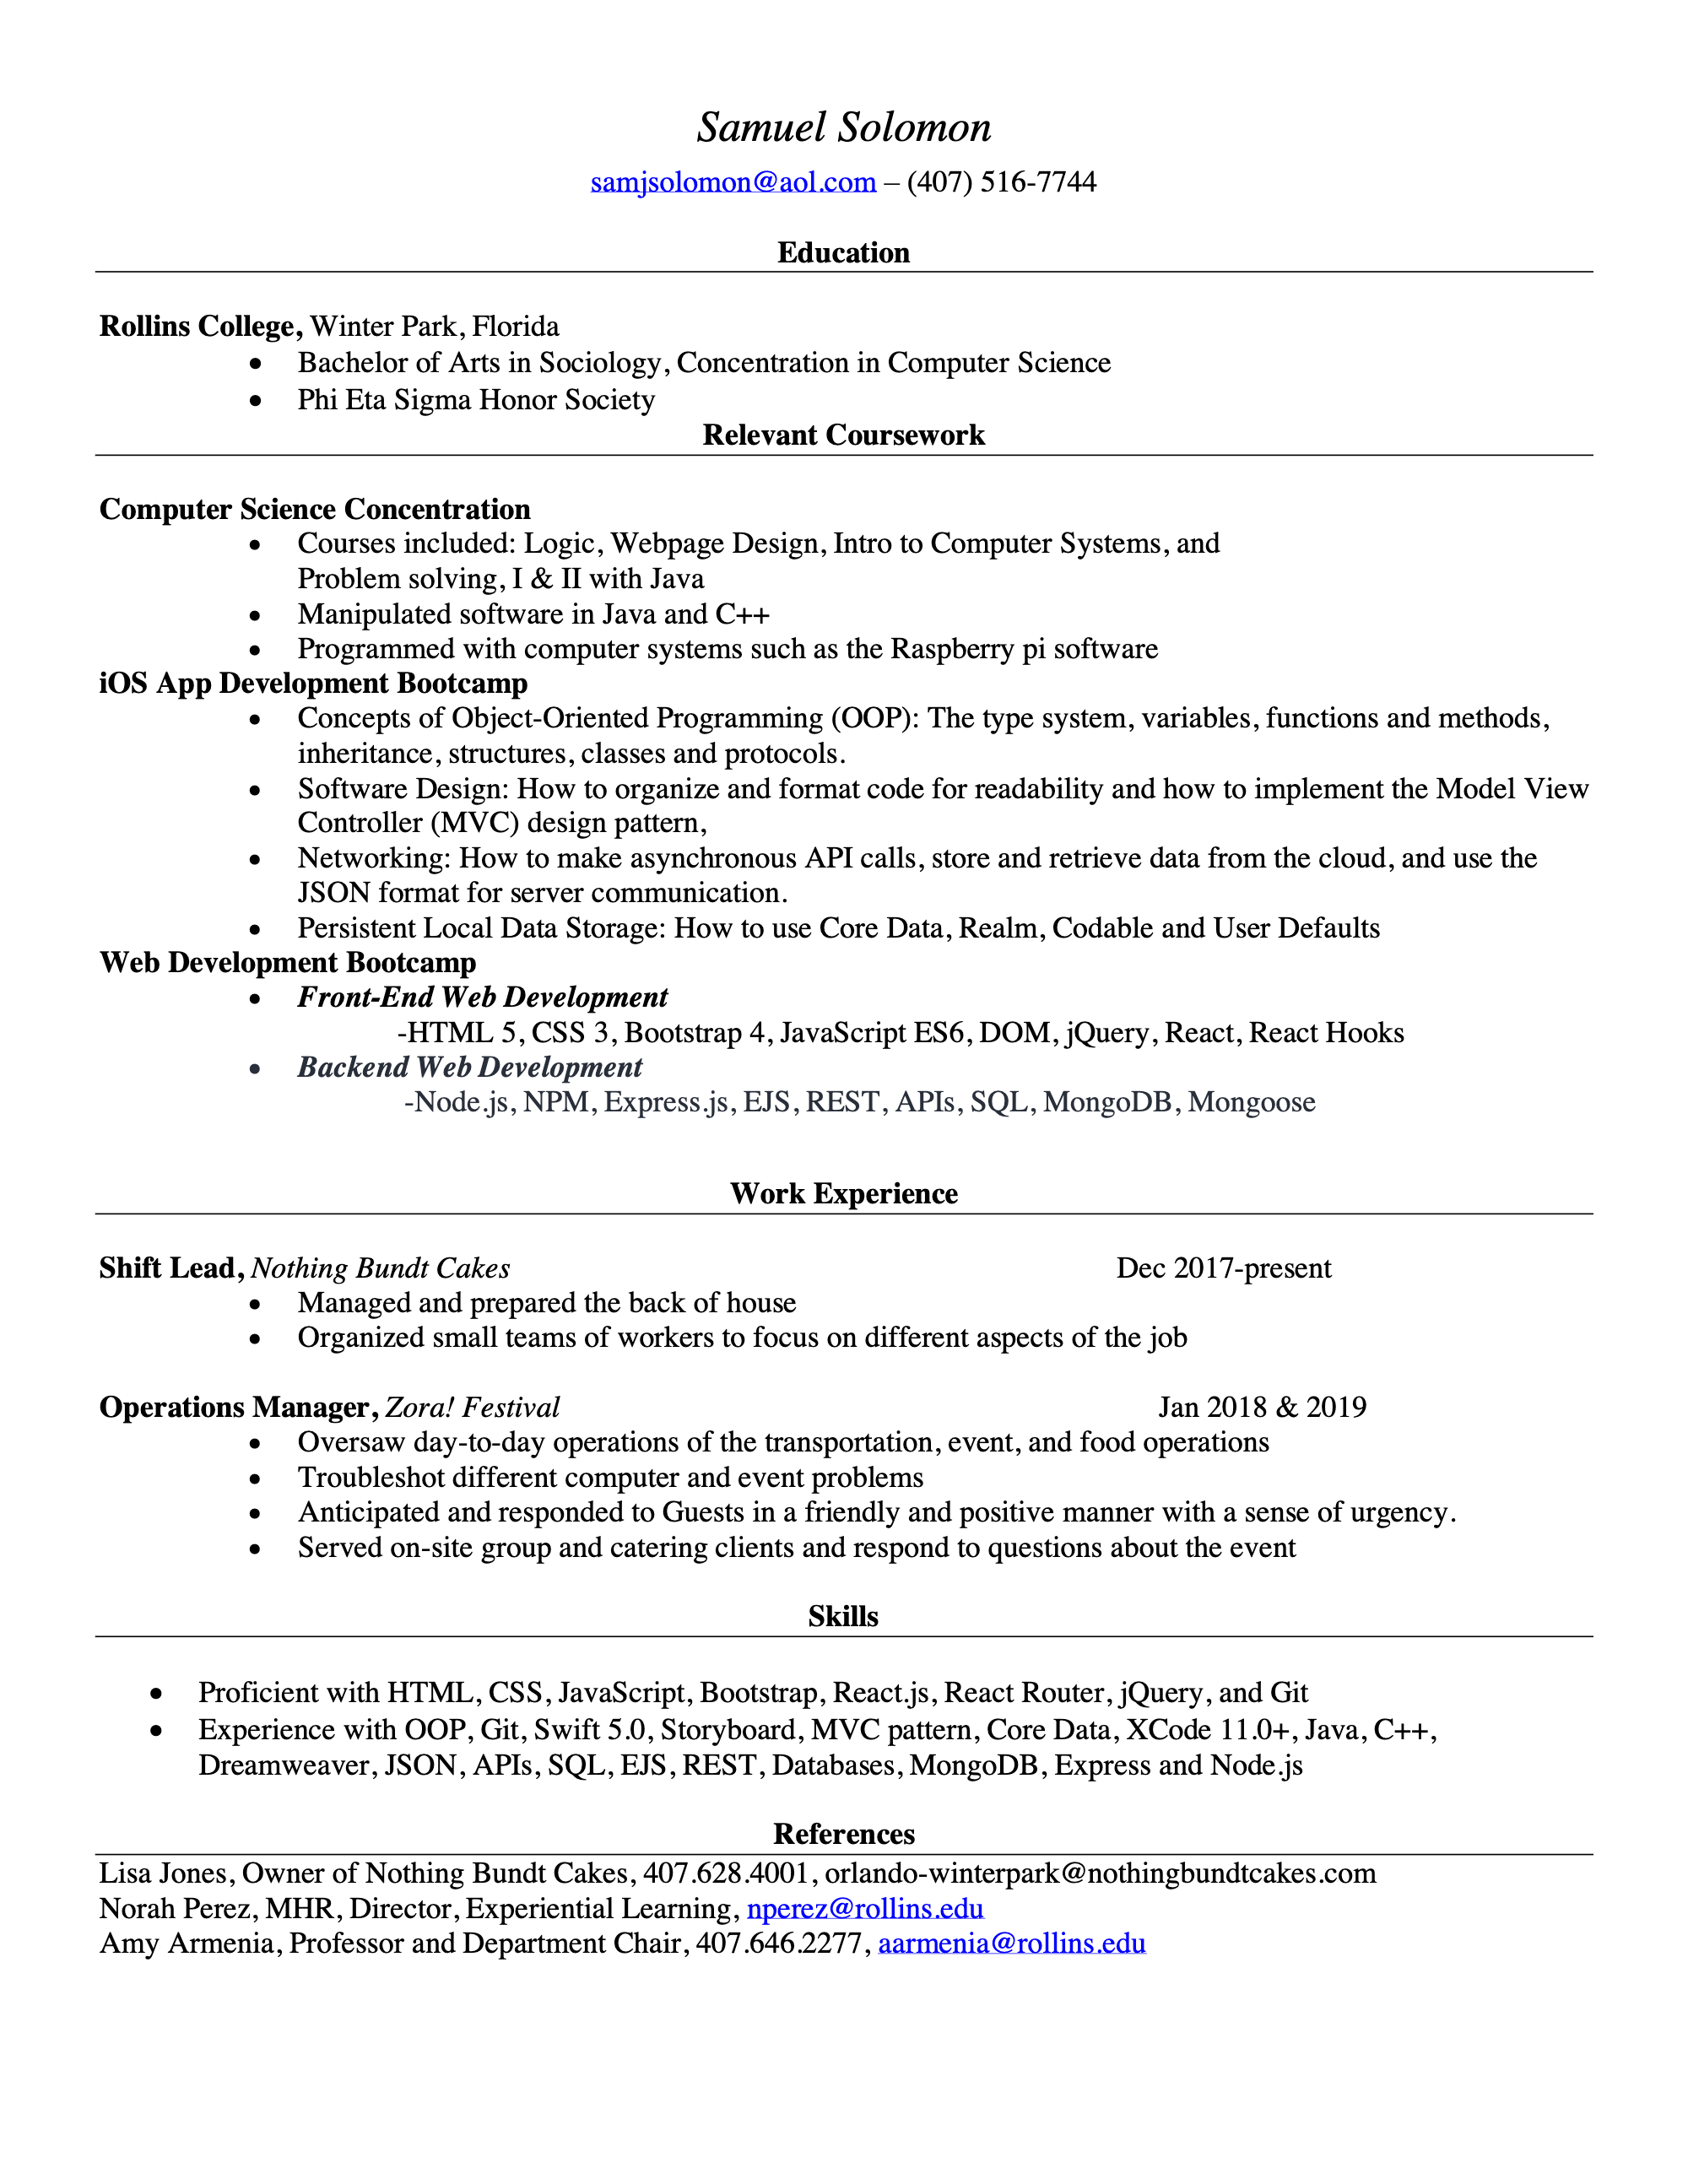 Samuel Solomon
samjsolomon@aol.com – (407) 516-7744
Education
Rollins College, Winter Park, Florida
• Bachelor of Arts in Sociology, Concentration in Computer Science
• Phi Eta Sigma Honor Society
Relevant Coursework
Computer Science Concentration
• Courses included: Logic, Webpage Design, Intro to Computer Systems, and
Problem solving, I & II with Java
• Manipulated software in Java and C++
• Programmed with computer systems such as the Raspberry pi software
iOS App Development Bootcamp
• Concepts of Object-Oriented Programming (OOP): The type system, variables, functions and methods,
inheritance, structures, classes and protocols.
• Software Design: How to organize and format code for readability and how to implement the Model View
Controller (MVC) design pattern,
• Networking: How to make asynchronous API calls, store and retrieve data from the cloud, and use the
JSON format for server communication.
• Persistent Local Data Storage: How to use Core Data, Realm, Codable and User Defaults
Web Development Bootcamp
• Front-End Web Development
-HTML 5, CSS 3, Bootstrap 4, JavaScript ES6, DOM, jQuery, React, React Hooks
• Backend Web Development
-Node.js, NPM, Express.js, EJS, REST, APIs, SQL, MongoDB, Mongoose
Work Experience
Shift Lead, Nothing Bundt Cakes Dec 2017-present
• Managed and prepared the back of house
• Organized small teams of workers to focus on different aspects of the job
Operations Manager, Zora! Festival Jan 2018 & 2019
• Oversaw day-to-day operations of the transportation, event, and food operations
• Troubleshot different computer and event problems
• Anticipated and responded to Guests in a friendly and positive manner with a sense of urgency.
• Served on-site group and catering clients and respond to questions about the event
Skills
• Proficient with HTML, CSS, JavaScript, Bootstrap, React.js, React Router, jQuery, and Git
• Experience with OOP, Git, Swift 5.0, Storyboard, MVC pattern, Core Data, XCode 11.0+, Java, C++,
Dreamweaver, JSON, APIs, SQL, EJS, REST, Databases, MongoDB, Express and Node.js
References
Lisa Jones, Owner of Nothing Bundt Cakes, 407.628.4001, orlando-winterpark@nothingbundtcakes.com
Norah Perez, MHR, Director, Experiential Learning, nperez@rollins.edu
Amy Armenia, Professor and Department Chair, 407.646.2277, aarmenia@rollins.edu